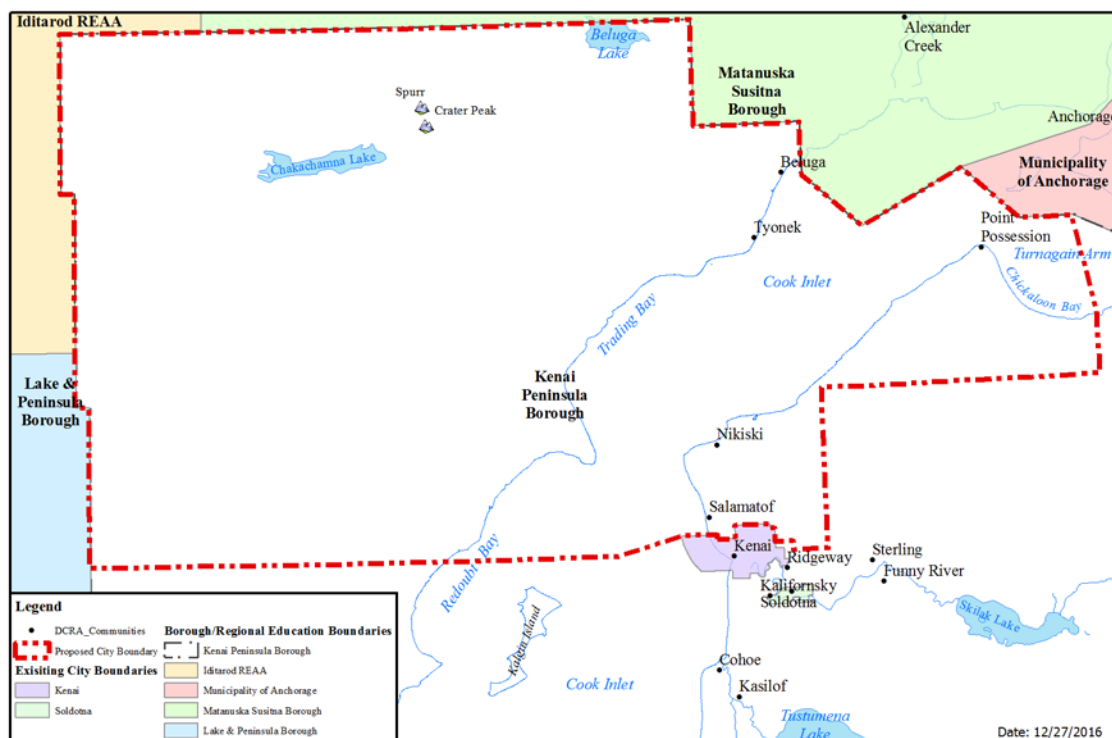 Iditarod REAA
Beluga
Lake
Alexander
Creek
Matanuska
Susitna
Borough
Spurr
Crater Peak
Anchorage
Chakachamna Lake
Municipality
of Anchorage
Beluga
Point
Possession
Tyonek
Turnagain Arm
Cook Inlet
Chickaloon Bay
Trading Bay
Kenai
Peninsula
Borough
Lake &
Peninsula
Borough
Nikiski
Salamatof
Kenai
Ridgeway
Sterling
Funny River
Redoubt Bay
Kalifornsky
Soldotna
Skilak Lake
Kalgin Island
Cohoe
Cook Inlet
Kasilof
Tustumena
Lake
Legend
DCRA_Communities
Proposed City Boundary
Exisiting City Boundaries
Kenai
Soldotna
Borough/Regional Education Boundaries
Kenai Peninsula Borough
Iditarod REAA
Municipality of Anchorage
Matanuska Susitna Borough
Lake & Peninsula Borough
Date: 12/27/2016